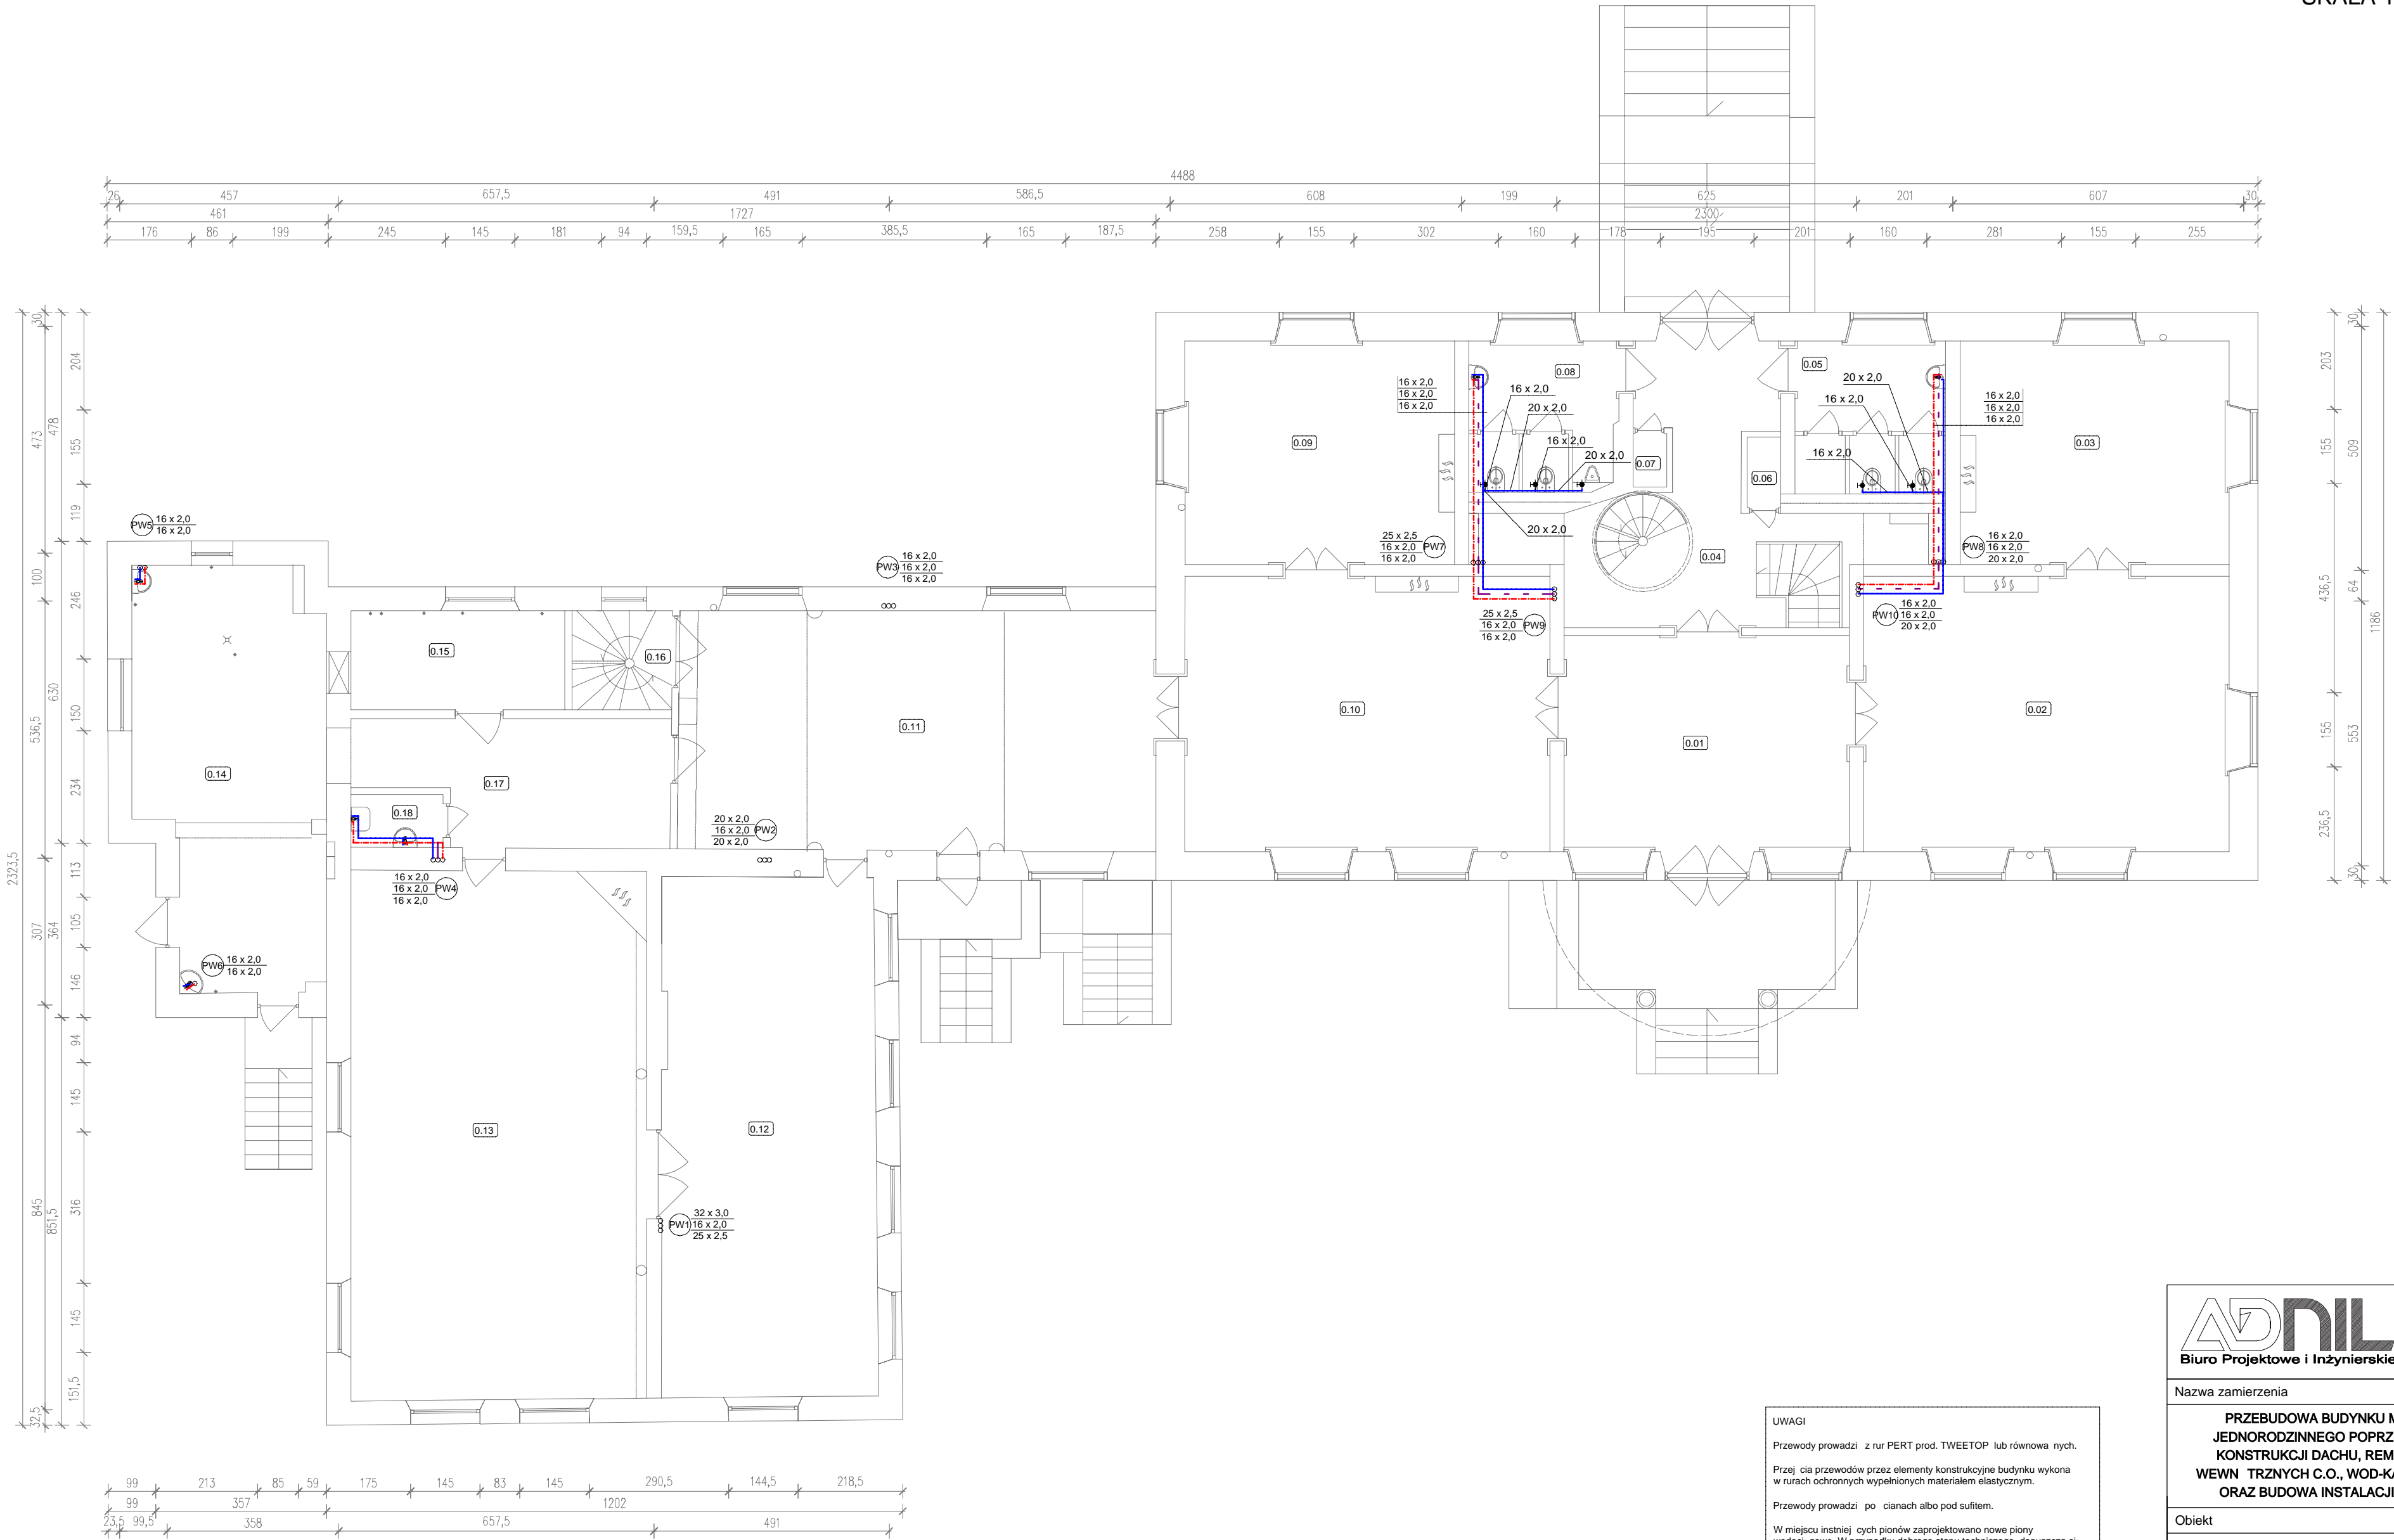 4488
26 457 657,5 491 586,5 608 199 625 201 607 30
461 1727 2300
176 86 199 245 145 181 94 159,5 165 385,5 165 187,5 258 155 302 160 178 195 201 160 281 155 255
30
204
473
478
155
119
100
246
630
536,5
150
234
2323,5
113
307
364
105
146
94
145
845
851,5
316
145
151,5
32,5
203
30
155
509
436,5
64
1186
155
553
236,5
30
0.08
0.05
16 x 2,0
16 x 2,0
16 x 2,0
16 x 2,0
20 x 2,0
16 x 2,0
20 x 2,0
20 x 2,0
20 x 2,0
16 x 2,0
16 x 2,0
16 x 2,0
16 x 2,0
16 x 2,0
0.09
0.07
0.06
0.03
PW5 16 x 2,0
16 x 2,0
25 x 2,5
16 x 2,0 PW7
16 x 2,0
16 x 2,0
PW8 16 x 2,0
20 x 2,0
0.04
16 x 2,0
PW3 16 x 2,0
16 x 2,0
25 x 2,5
16 x 2,0 PW9
16 x 2,0
16 x 2,0
PW10 16 x 2,0
20 x 2,0
0.15
0.16
0.10
0.02
0.11
0.01
0.14
0.17
0.18
20 x 2,0
16 x 2,0 PW2
20 x 2,0
16 x 2,0
16 x 2,0 PW4
16 x 2,0
PW6 16 x 2,0
16 x 2,0
0.13
0.12
32 x 3,0
PW1 16 x 2,0
25 x 2,5
99 213 85 59 175 145 83 145 290,5 144,5 218,5
99 357 1202
23,5 99,5 358 657,5 491
UWAGI
Przewody prowadzi z rur PERT prod. TWEETOP lub równowa nych.
Przej cia przewodów przez elementy konstrukcyjne budynku wykona
w rurach ochronnych wypełnionych materiałem elastycznym.
Przewody prowadzi po cianach albo pod sufitem.
W miejscu instniej cych pionów zaprojektowano nowe piony
ADNIL
Biuro Projektowe i Inżynierskie
Nazwa zamierzenia
PRZEBUDOWA BUDYNKU M
JEDNORODZINNEGO POPRZ
KONSTRUKCJI DACHU, REM
WEWN TRZNYCH C.O., WOD-KA
ORAZ BUDOWA INSTALACJI
Obiekt